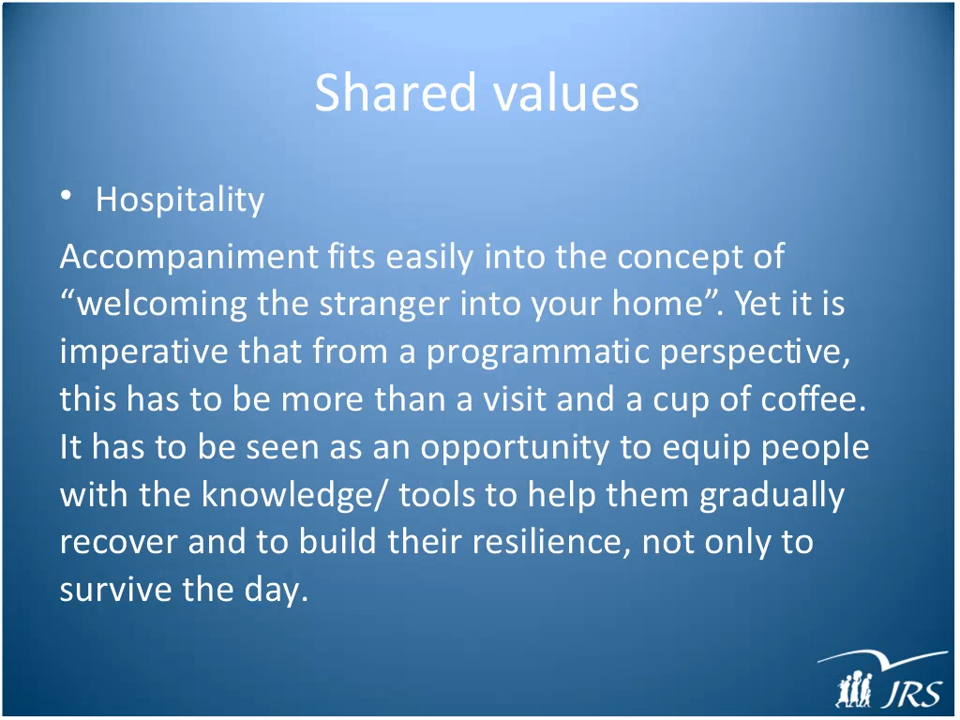 Shared values
• Hospitality
Accompaniment fits easily into the concept of
“welcoming the stranger into your home”. Yet it is
imperative that from a programmatic perspective,
this has to be more than a visit and a cup of coffee.
It has to be seen as an opportunity to equip people
with the knowledge/ tools to help them gradually
recover and to build their resilience, not only to
survive the day.
JRS